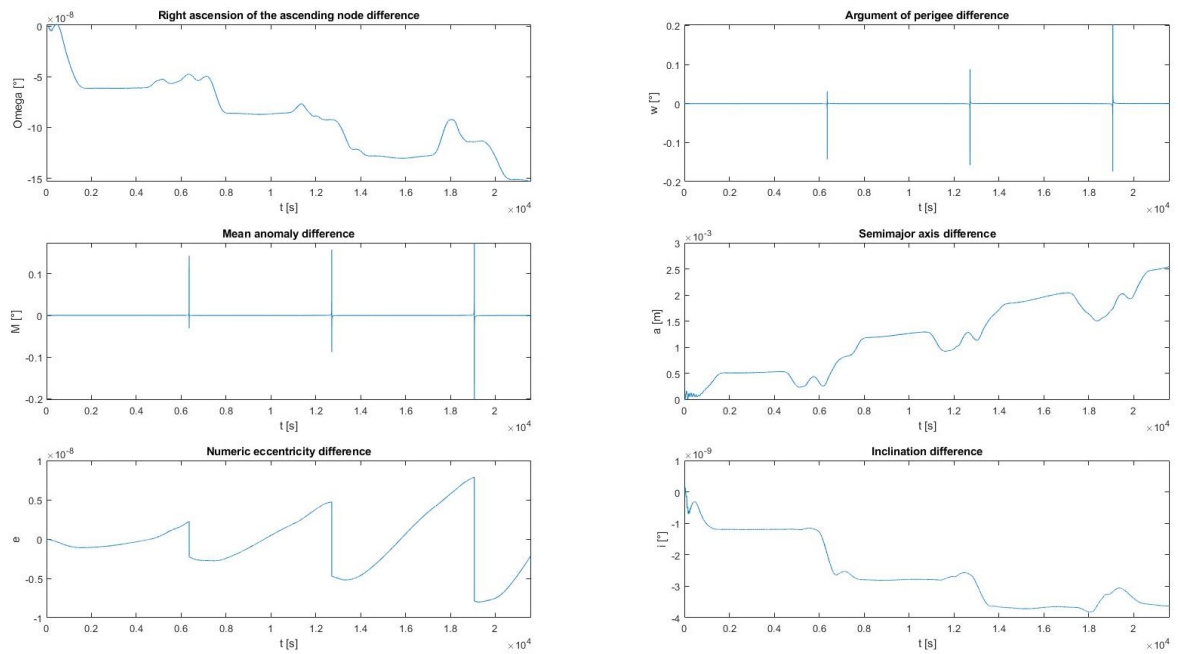 Right ascension of the ascending node difference
×10⁻⁸
0
-5
-10
-15
Omega [°]
0 0.2 0.4 0.6 0.8 1 1.2 1.4 1.6 1.8 2
t [s]
×10⁴
Argument of perigee difference
0.2
0.1
0
-0.1
-0.2
w [°]
0 0.2 0.4 0.6 0.8 1 1.2 1.4 1.6 1.8 2
t [s]
×10⁴
Mean anomaly difference
0.1
0
-0.1
-0.2
M [°]
0 0.2 0.4 0.6 0.8 1 1.2 1.4 1.6 1.8 2
t [s]
×10⁴
Semimajor axis difference
×10⁻³
3
2.5
2
1.5
1
0.5
0
a [m]
0 0.2 0.4 0.6 0.8 1 1.2 1.4 1.6 1.8 2
t [s]
×10⁴
Numeric eccentricity difference
×10⁻⁸
1
0.5
0
-0.5
-1
e
0 0.2 0.4 0.6 0.8 1 1.2 1.4 1.6 1.8 2
t [s]
×10⁴
Inclination difference
×10⁻⁹
1
0
-1
-2
-3
-4
i [°]
0 0.2 0.4 0.6 0.8 1 1.2 1.4 1.6 1.8 2
t [s]
×10⁴